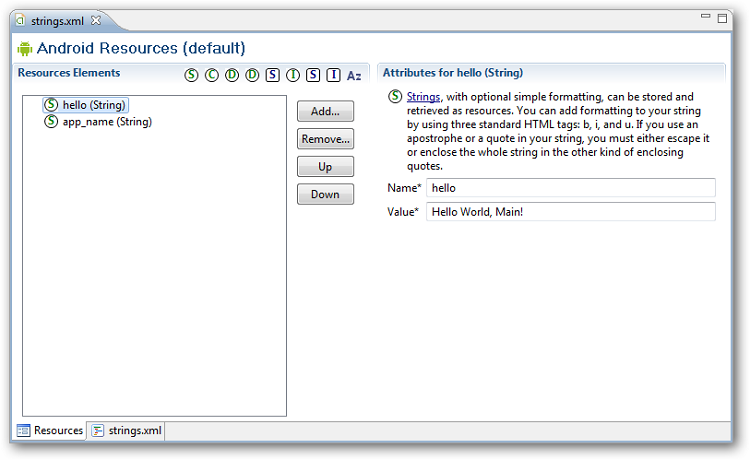 strings.xml
Android Resources (default)
Resources Elements
S C D D S I S I Az
S hello (String)
S app_name (String)
Add...
Remove...
Up
Down
Attributes for hello (String)
S Strings, with optional simple formatting, can be stored and
retrieved as resources. You can add formatting to your string
by using three standard HTML tags: b, i, and u. If you use an
apostrophe or a quote in your string, you must either escape it
or enclose the whole string in the other kind of enclosing
quotes.
Name* hello
Value* Hello World, Main!
Resources strings.xml